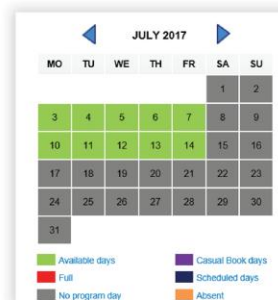 JULY 2017
MO TU WE TH FR SA SU
1 2
3 4 5 6 7 8 9
10 11 12 13 14 15 16
17 18 19 20 21 22 23
24 25 26 27 28 29 30
31
Available days Casual Book days
Full Scheduled days
No program day Absent